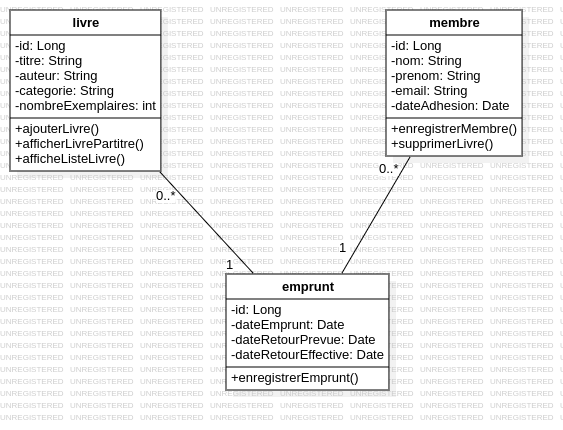 livre
-id: Long
-titre: String
-auteur: String
-categorie: String
-nombreExemplaires: int
+ajouterLivre()
+afficherLivrePartitre()
+afficheListeLivre()
membre
-id: Long
-nom: String
-prenom: String
-email: String
-dateAdhesion: Date
+enregistrerMembre()
+supprimerLivre()
0..*
0..*
1
1
emprunt
-id: Long
-dateEmprunt: Date
-dateRetourPrevue: Date
-dateRetourEffective: Date
+enregistrerEmprunt()
UNREGISTERED